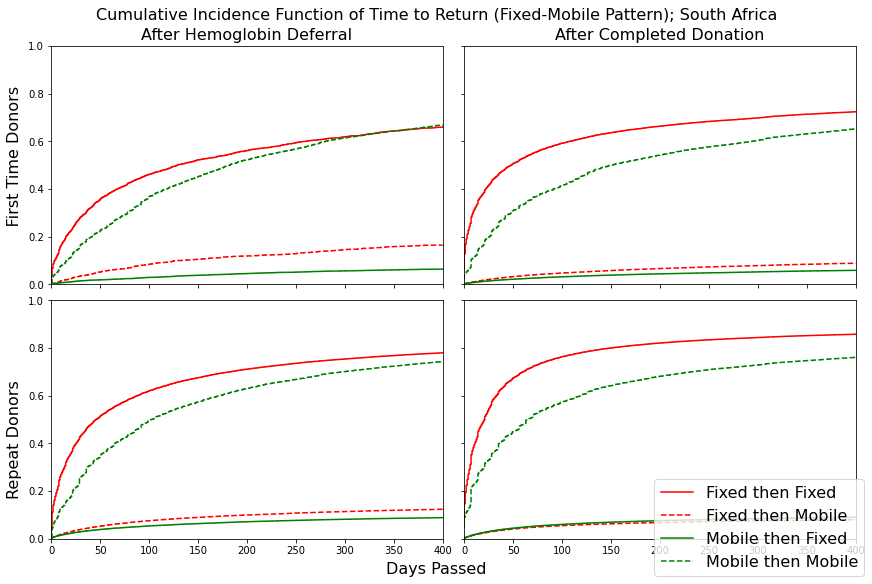 Cumulative Incidence Function of Time to Return (Fixed-Mobile Pattern); South Africa
After Hemoglobin Deferral
After Completed Donation
First Time Donors
1.0
0.8
0.6
0.4
0.2
0.0
Repeat Donors
1.0
0.8
0.6
0.4
0.2
0.0
0 50 100 150 200 250 300 350 400
0 50 100 150 200 250 300 350 400
Days Passed
Fixed then Fixed
Fixed then Mobile
Mobile then Fixed
Mobile then Mobile